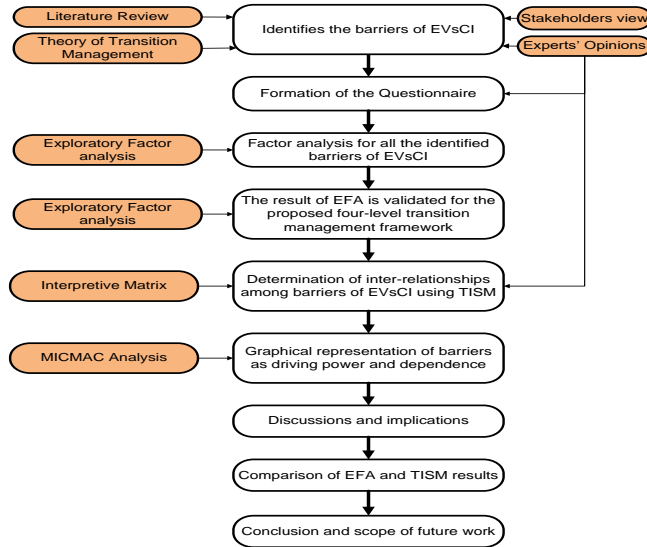 Literature Review
Theory of Transition
Management
Identifies the barriers of EVsCI
Stakeholders view
Experts' Opinions
Formation of the Questionnaire
Exploratory Factor
analysis
Factor analysis for all the identified
barriers of EVsCI
Exploratory Factor
analysis
The result of EFA is validated for the
proposed four-level transition
management framework
Interpretive Matrix
Determination of inter-relationships
among barriers of EVsCI using TISM
MICMAC Analysis
Graphical representation of barriers
as driving power and dependence
Discussions and implications
Comparison of EFA and TISM results
Conclusion and scope of future work